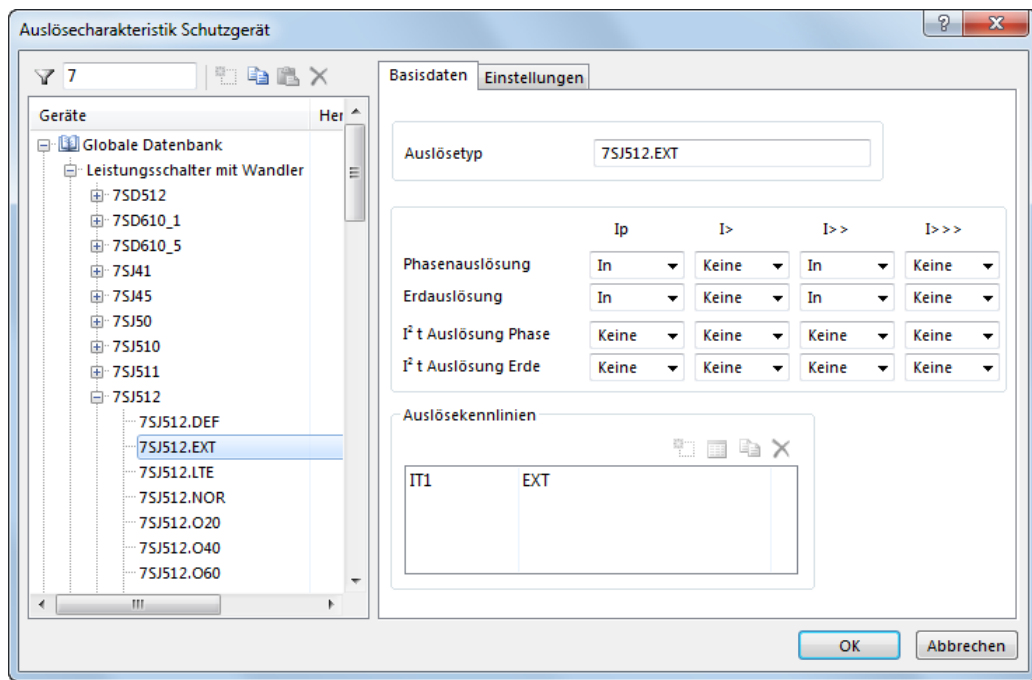 Auslösecharakteristik Schutzgerät
7
Geräte Her
Globale Datenbank
Leistungsschalter mit Wandler
7SD512
7SD610_1
7SD610_5
7SJ41
7SJ45
7SJ50
7SJ510
7SJ511
7SJ512
7SJ512.DEF
7SJ512.EXT
7SJ512.LTE
7SJ512.NOR
7SJ512.O20
7SJ512.O40
7SJ512.O60
Basisdaten Einstellungen
Auslösetyp 7SJ512.EXT
Ip I> I>> I>>>
Phasenauslösung In Keine In Keine
Erdauslösung In Keine In Keine
I² t Auslösung Phase Keine Keine Keine Keine
I² t Auslösung Erde Keine Keine Keine Keine
Auslösekennlinien
IT1 EXT
OK Abbrechen